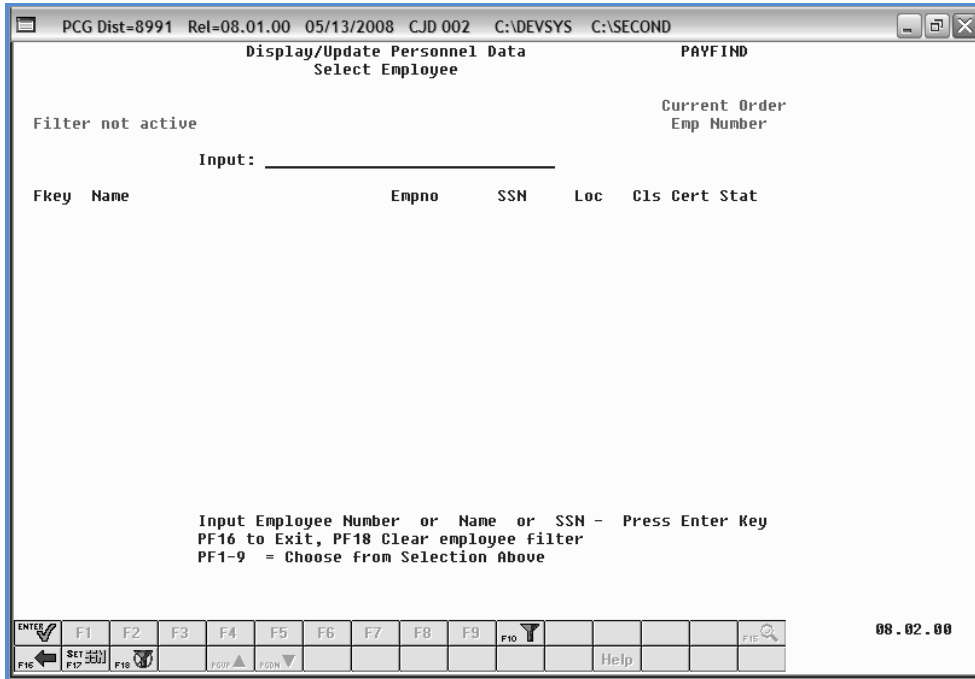 PCG Dist=8991 Rel=08.01.00 05/13/2008 CJD 002 C:\DEVSYS C:\SECOND
Display/Update Personnel Data PAYFIND
Select Employee
Current Order
Filter not active Emp Number
Input:
Fkey Name Empno SSN Loc Cls Cert Stat
Input Employee Number or Name or SSN - Press Enter Key
PF16 to Exit, PF18 Clear employee filter
PF1-9 = Choose from Selection Above
ENTER F1 F2 F3 F4 F5 F6 F7 F8 F9 F10 F15 08.02.00
F16 SET F17 F18 PGUP PGDN Help